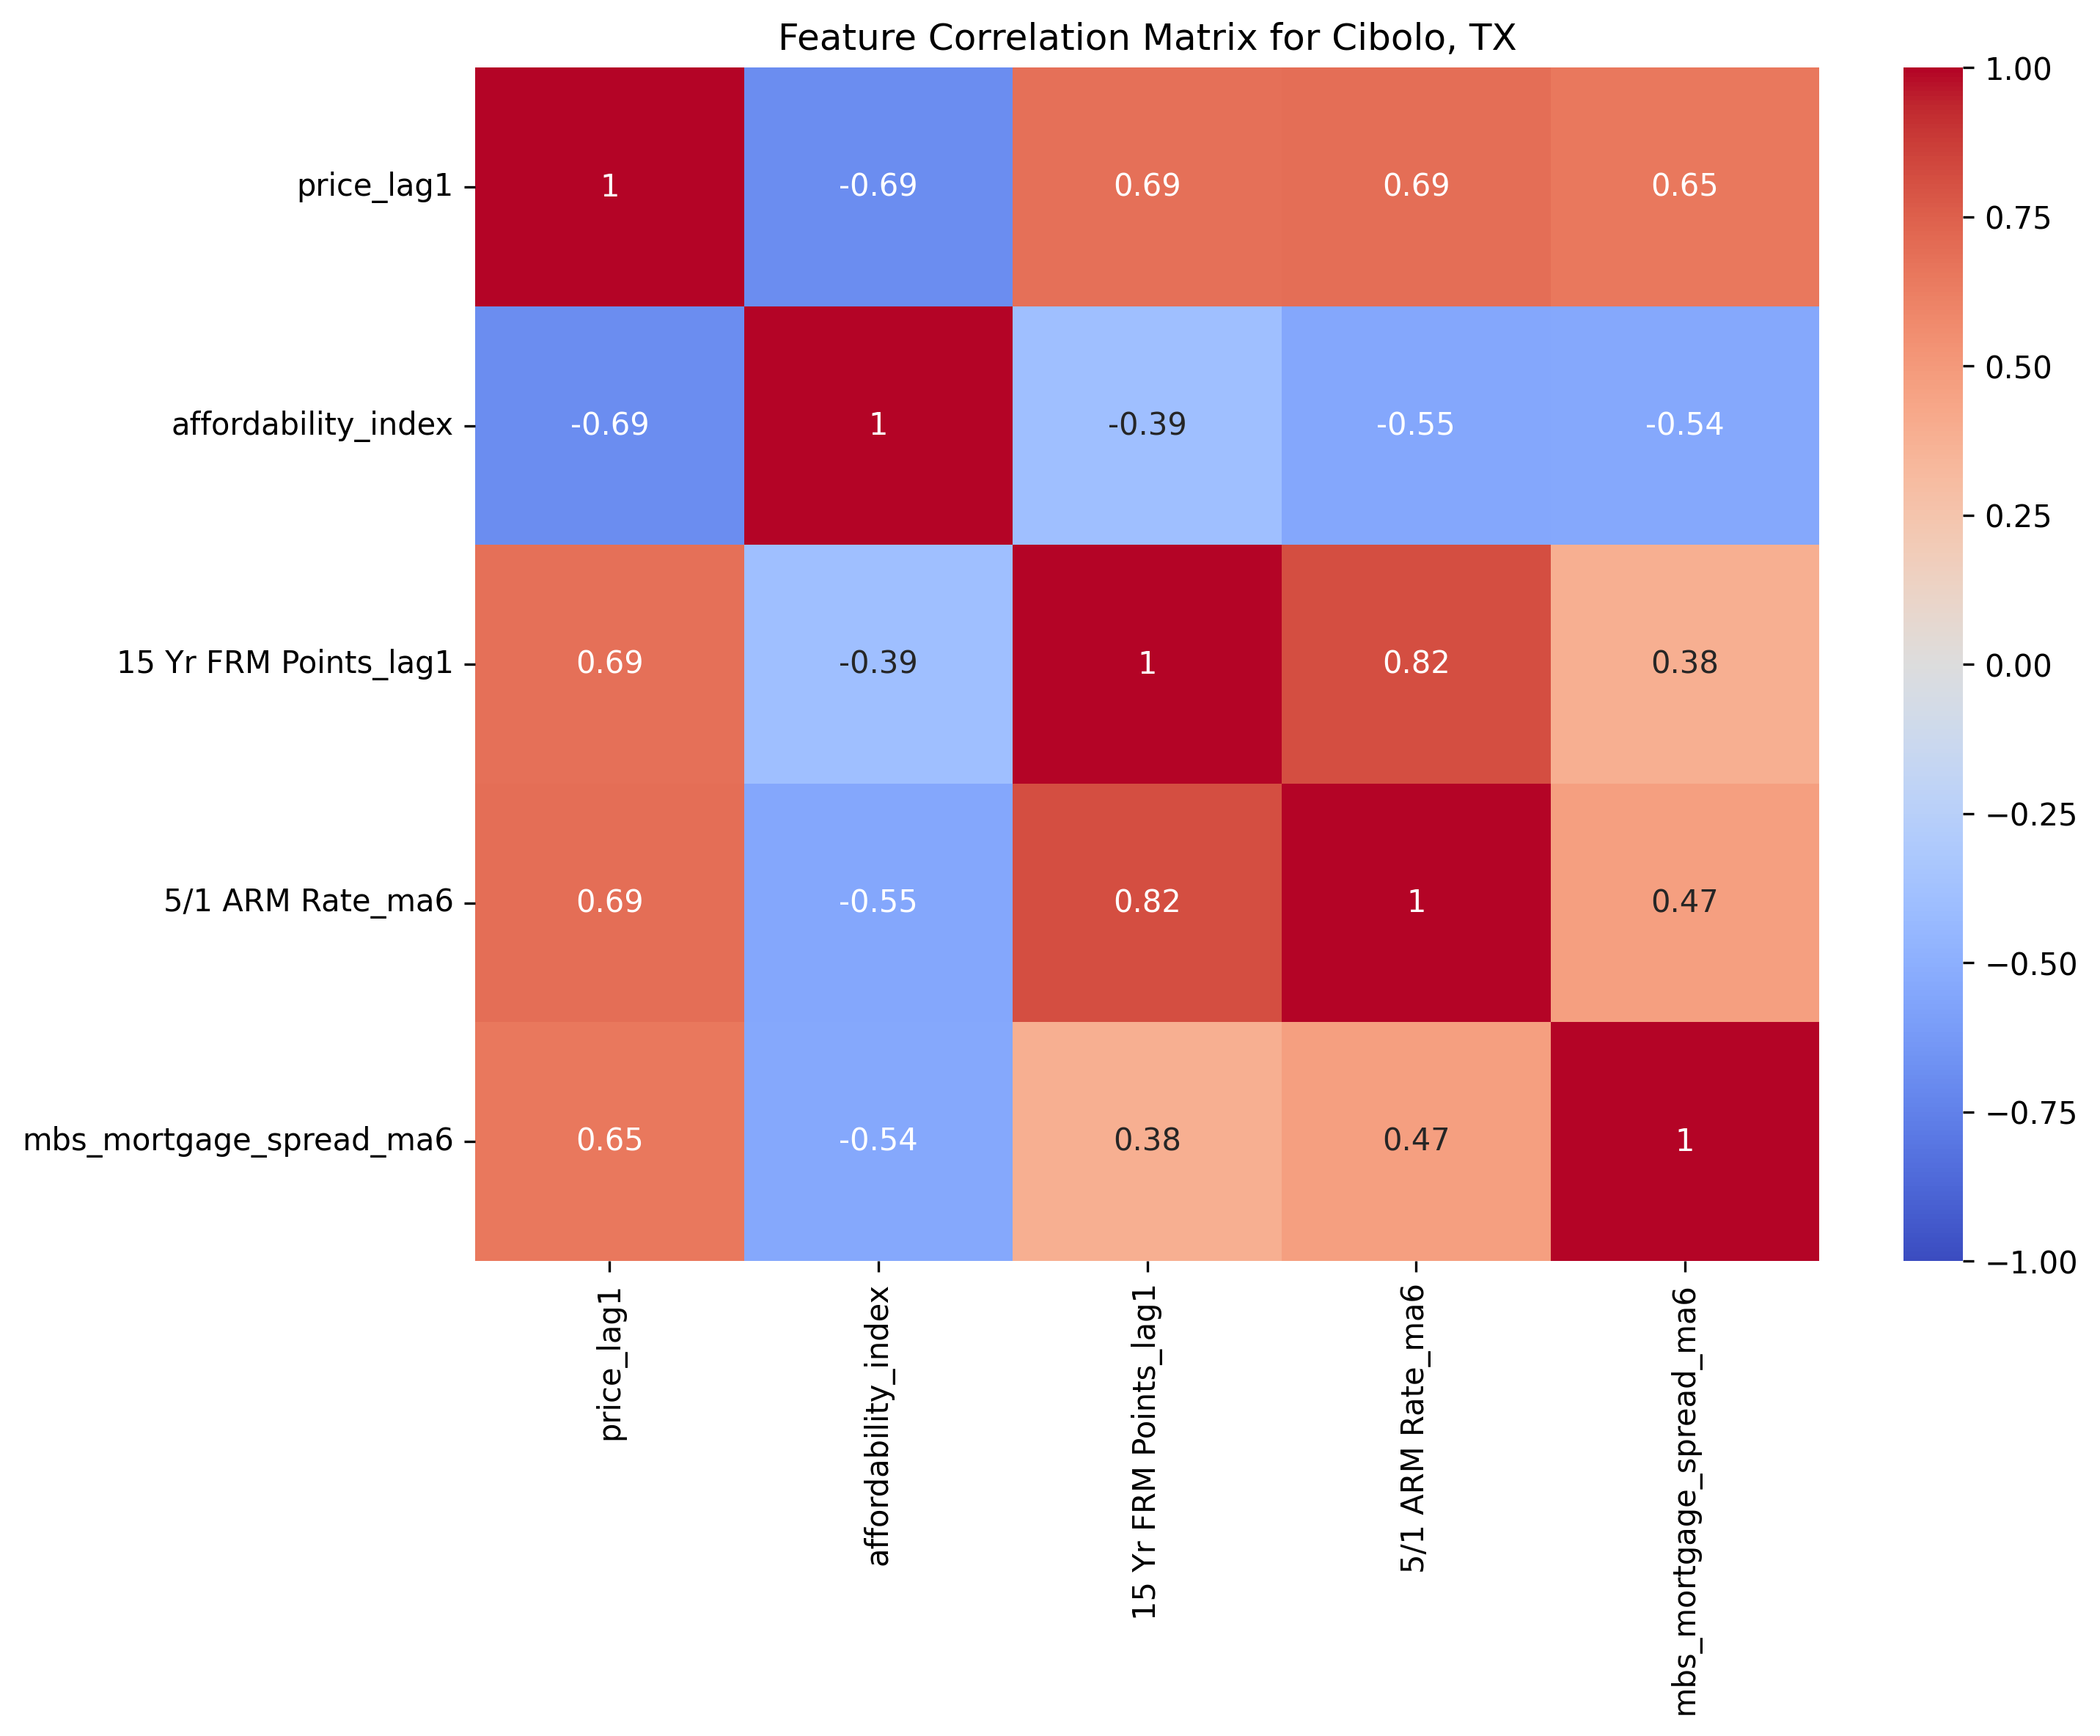 Feature Correlation Matrix for Cibolo, TX
price_lag1 1 -0.69 0.69 0.69 0.65
affordability_index -0.69 1 -0.39 -0.55 -0.54
15 Yr FRM Points_lag1 0.69 -0.39 1 0.82 0.38
5/1 ARM Rate_ma6 0.69 -0.55 0.82 1 0.47
mbs_mortgage_spread_ma6 0.65 -0.54 0.38 0.47 1
price_lag1
affordability_index
15 Yr FRM Points_lag1
5/1 ARM Rate_ma6
mbs_mortgage_spread_ma6
1.00
0.75
0.50
0.25
0.00
−0.25
−0.50
−0.75
−1.00